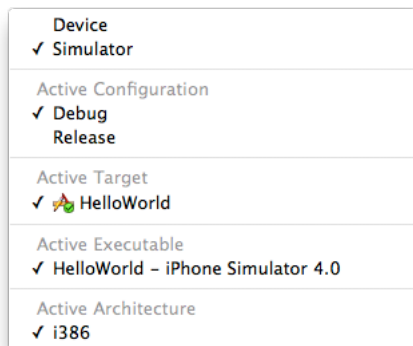 Device
✓ Simulator
Active Configuration
✓ Debug
Release
Active Target
✓ HelloWorld
Active Executable
✓ HelloWorld – iPhone Simulator 4.0
Active Architecture
✓ i386